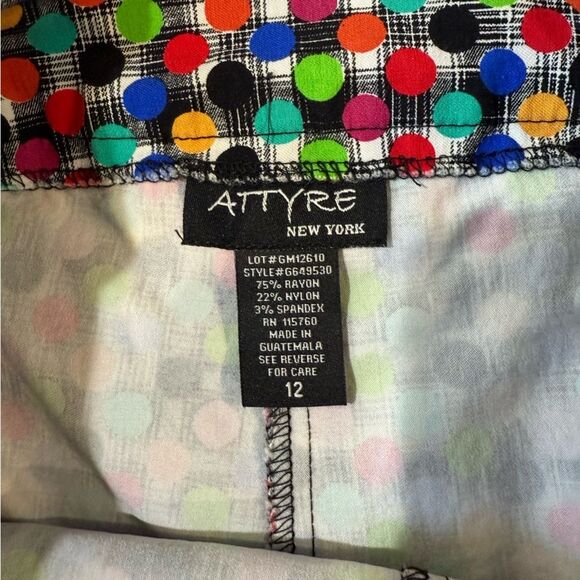 ATTYRE
NEW YORK
LOT#GM12610
STYLE#G649530
75% RAYON
22% NYLON
3% SPANDEX
RN 115760
MADE IN
GUATEMALA
SEE REVERSE
FOR CARE
12